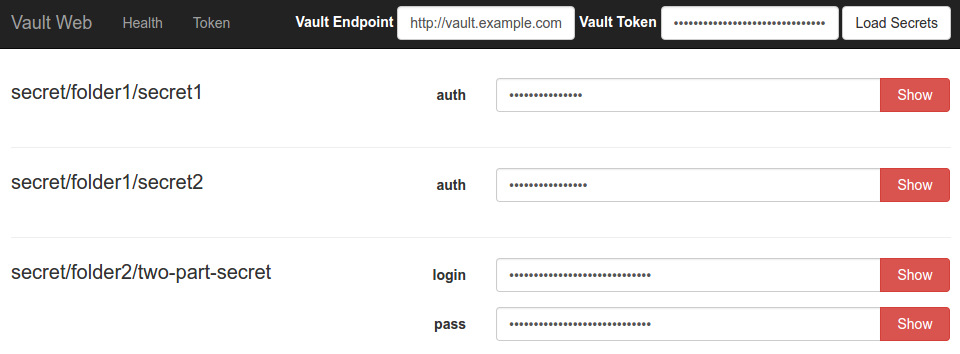 Vault Web Health Token Vault Endpoint http://vault.example.com Vault Token •••••••••••••••••••••••••••••••• Load Secrets
secret/folder1/secret1 auth ••••••••••••••• Show
secret/folder1/secret2 auth •••••••••••••••• Show
secret/folder2/two-part-secret login ••••••••••••••••••••••••••••• Show
pass ••••••••••••••••••••••••••••• Show